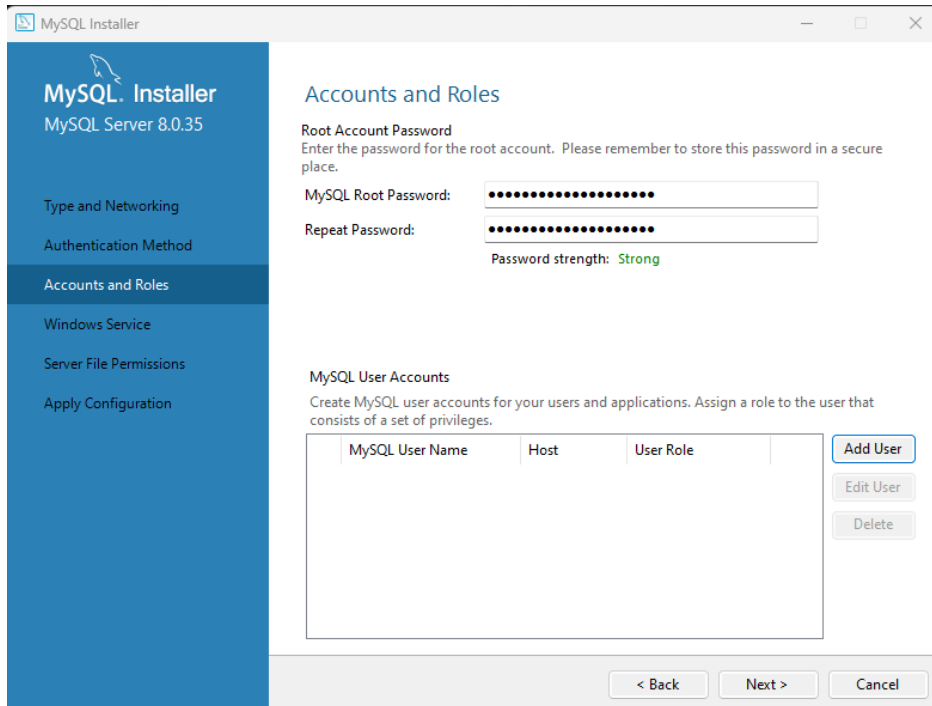 MySQL Installer
MySQL. Installer
MySQL Server 8.0.35
Type and Networking
Authentication Method
Accounts and Roles
Windows Service
Server File Permissions
Apply Configuration
Accounts and Roles
Root Account Password
Enter the password for the root account. Please remember to store this password in a secure
place.
MySQL Root Password: ●●●●●●●●●●●●●●●●●●●●
Repeat Password: ●●●●●●●●●●●●●●●●●●●●
Password strength: Strong
MySQL User Accounts
Create MySQL user accounts for your users and applications. Assign a role to the user that
consists of a set of privileges.
MySQL User Name Host User Role
Add User
Edit User
Delete
< Back Next > Cancel